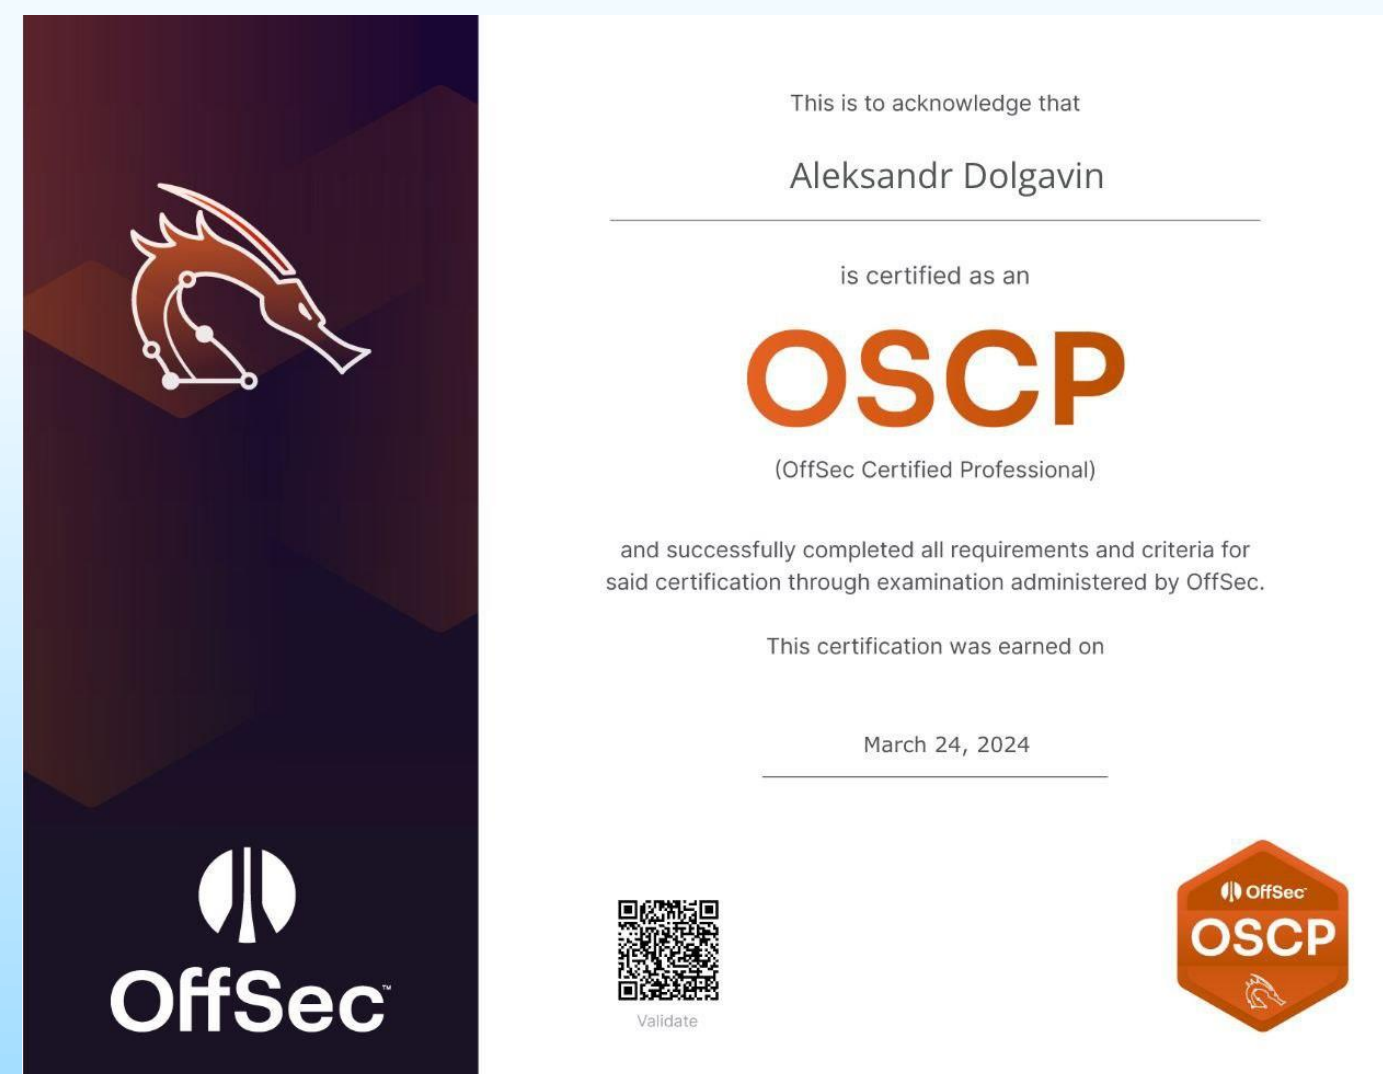 This is to acknowledge that
Aleksandr Dolgavin
is certified as an
OSCP
(OffSec Certified Professional)
and successfully completed all requirements and criteria for
said certification through examination administered by OffSec.
This certification was earned on
March 24, 2024
OffSec™
Validate
OffSec
OSCP